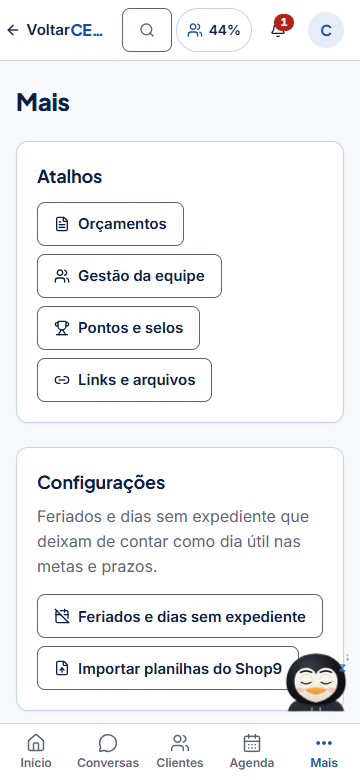 Voltar CE...
44%
1
C
Mais
Atalhos
Orçamentos
Gestão da equipe
Pontos e selos
Links e arquivos
Configurações
Feriados e dias sem expediente que
deixam de contar como dia útil nas
metas e prazos.
Feriados e dias sem expediente
Importar planilhas do Shop9
z
Início
Conversas
Clientes
Agenda
Mais